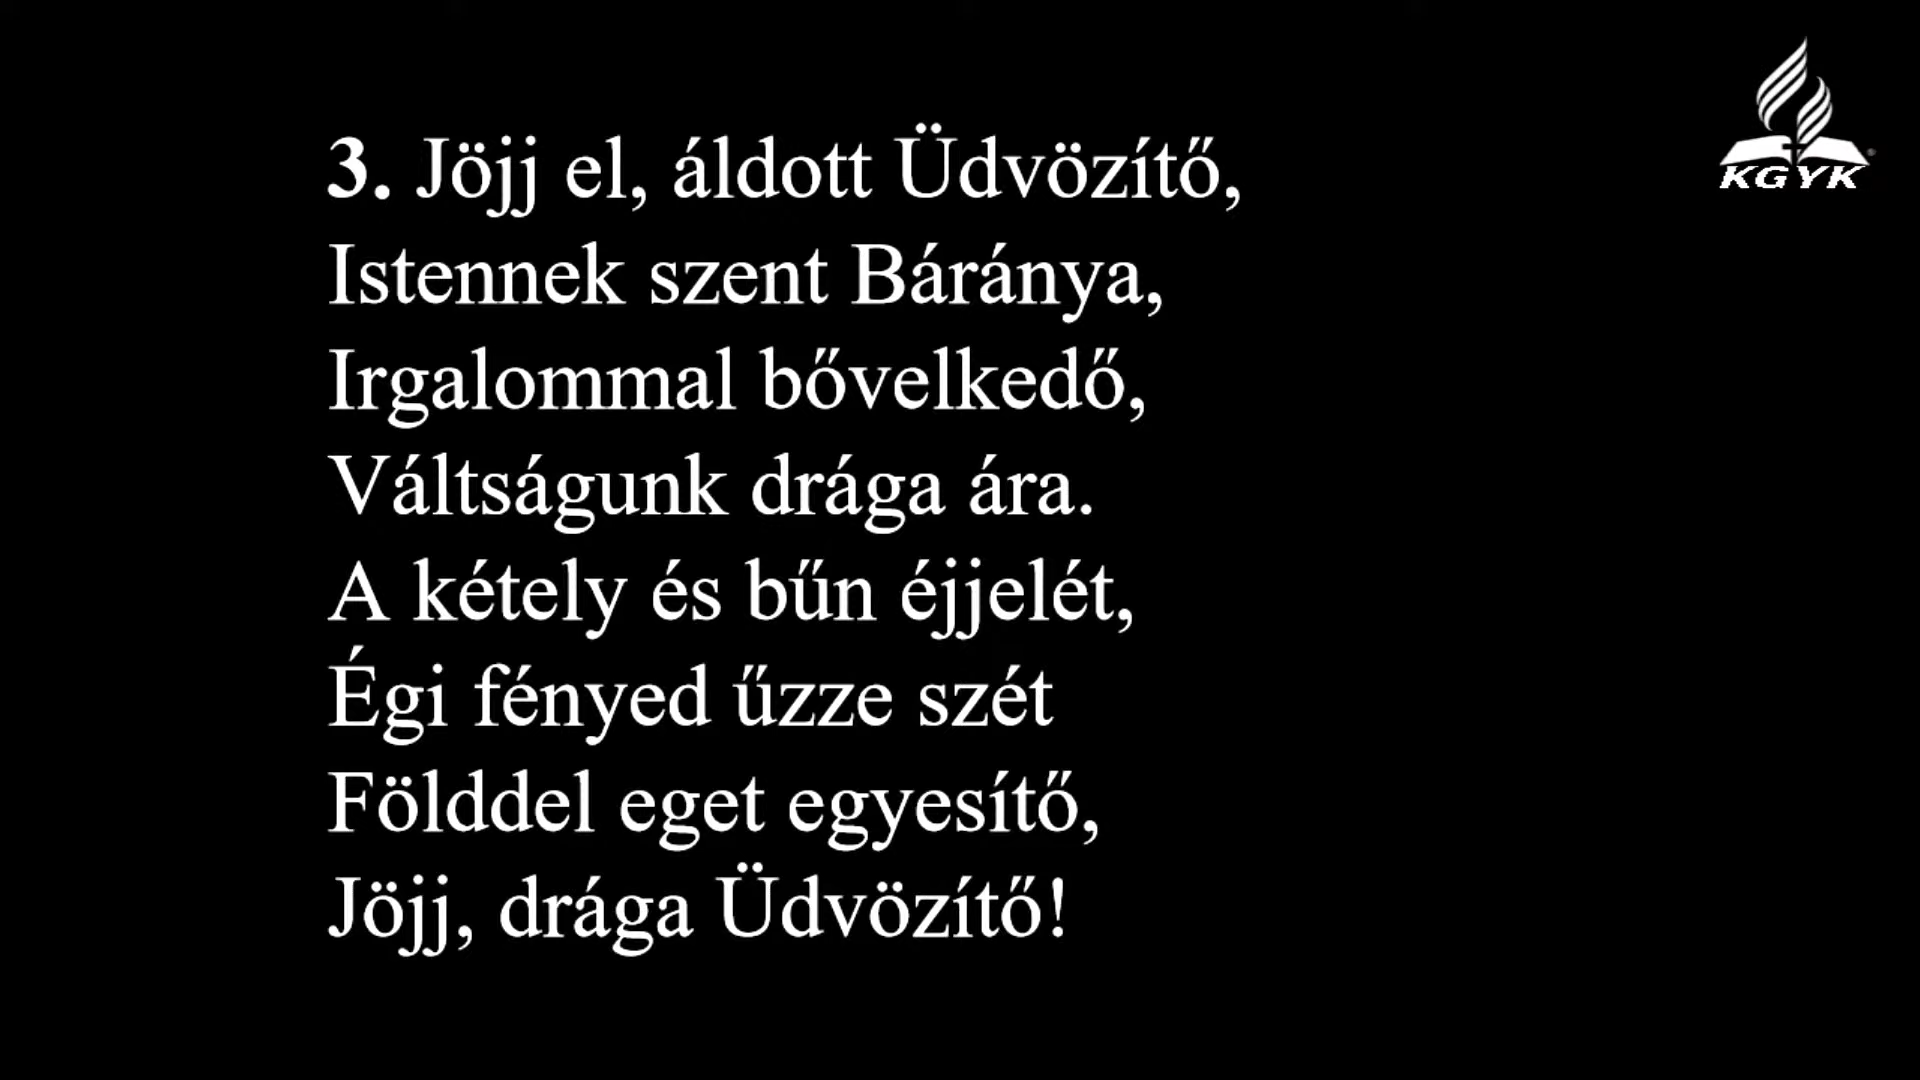 3. Jöjj el, áldott Üdvözítő,
Istennek szent Báránya,
Irgalommal bővelkedő,
Váltságunk drága ára.
A kétely és bűn éjjelét,
Égi fényed űzze szét
Földdel eget egyesítő,
Jöjj, drága Üdvözítő!
KGYK